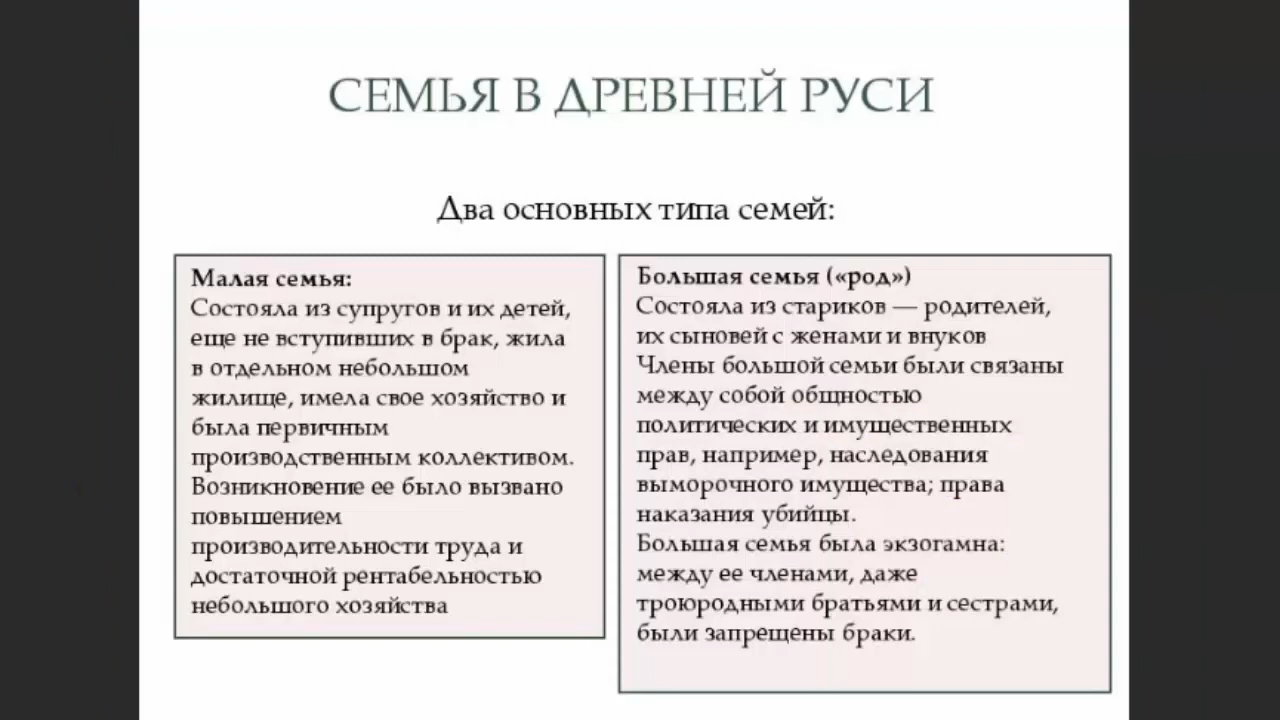 СЕМЬЯ В ДРЕВНЕЙ РУСИ
Два основных типа семей:
Малая семья:
Состояла из супругов и их детей,
еще не вступивших в брак, жила
в отдельном небольшом
жилище, имела свое хозяйство и
была первичным
производственным коллективом.
Возникновение ее было вызвано
повышением
производительности труда и
достаточной рентабельностью
небольшого хозяйства
Большая семья («род»)
Состояла из стариков — родителей,
их сыновей с женами и внуков
Члены большой семьи были связаны
между собой общностью
политических и имущественных
прав, например, наследования
выморочного имущества; права
наказания убийцы.
Большая семья была экзогамна:
между ее членами, даже
троюродными братьями и сестрами,
были запрещены браки.